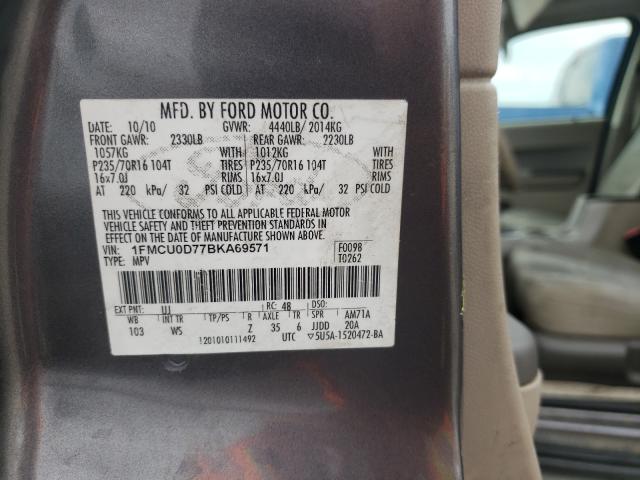 MFD. BY FORD MOTOR CO.
DATE: 10/10 GVWR: 4440LB/ 2014KG
FRONT GAWR: 2330LB REAR GAWR: 2230LB
1057KG WITH 1012KG WITH
P235/70R16 104T TIRES P235/70R16 104T TIRES
16x7.0J RIMS 16x7.0J RIMS
AT 220 kPa/ 32 PSI COLD AT 220 kPa/ 32 PSI COLD
THIS VEHICLE CONFORMS TO ALL APPLICABLE FEDERAL MOTOR
VEHICLE SAFETY AND THEFT PREVENTION STANDARDS IN
EFFECT ON THE DATE OF MANUFACTURE SHOWN ABOVE.
VIN: 1FMCU0D77BKA69571 F0098
TYPE: MPV T0262
EXT PNT: UJ RC: 48 DSO:
WB INT TR TP/PS R AXLE TR SPR AM71A
103 WS Z 35 6 JJDD 20A
1201010111492 UTC ▽5U5A-1520472-BA